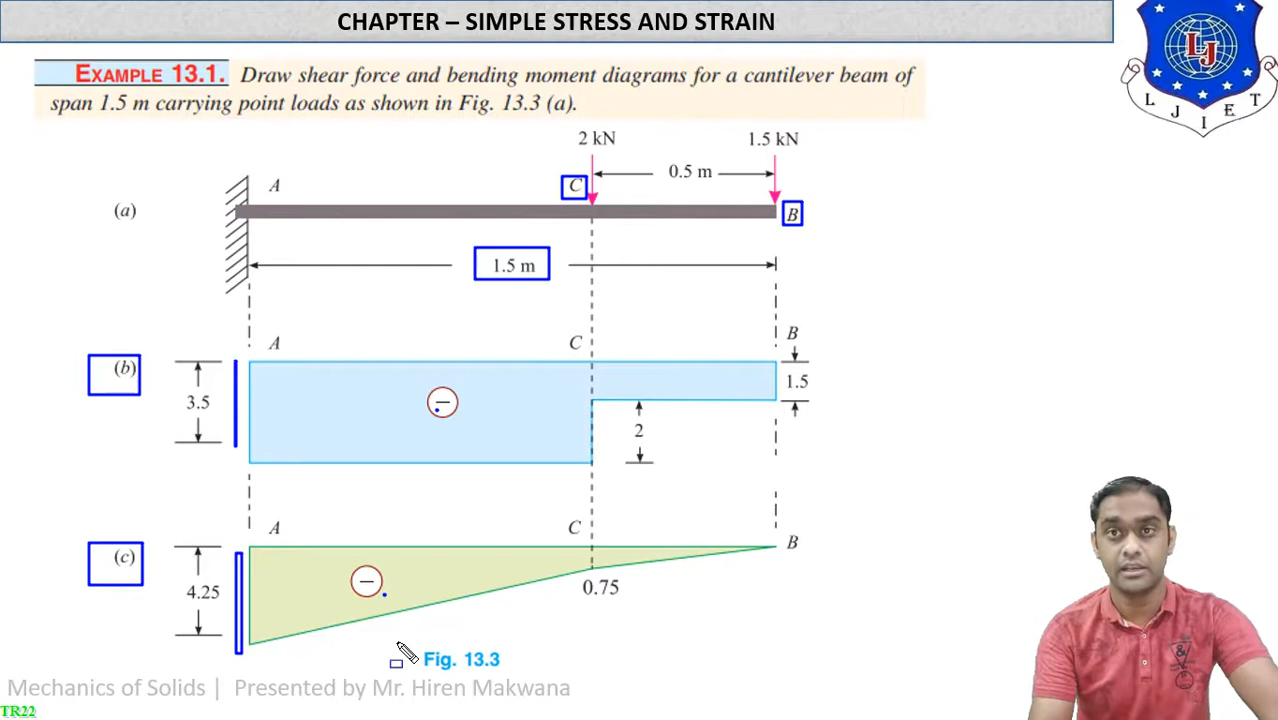 CHAPTER – SIMPLE STRESS AND STRAIN
EXAMPLE 13.1. Draw shear force and bending moment diagrams for a cantilever beam of
span 1.5 m carrying point loads as shown in Fig. 13.3 (a).
LJ
L J I E T
2 kN 1.5 kN
A C 0.5 m
(a) B
1.5 m
A C B
(b) 3.5 – 1.5
2
A C B
(c) 4.25 – 0.75
Fig. 13.3
Mechanics of Solids | Presented by Mr. Hiren Makwana
TR22